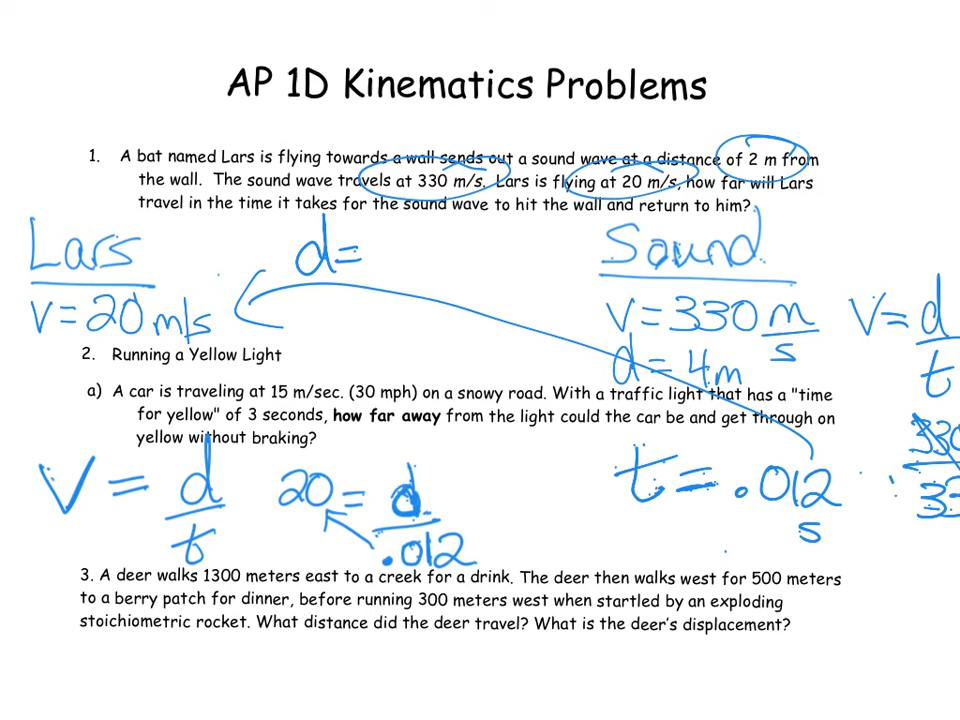 AP 1D Kinematics Problems
1. A bat named Lars is flying towards a wall sends out a sound wave at a distance of 2 m from
the wall. The sound wave travels at 330 m/s. Lars is flying at 20 m/s, how far will Lars
travel in the time it takes for the sound wave to hit the wall and return to him?
Lars
d=
Sound
v=20m/s
v=330 m/s
v= d/t
d=4m
2. Running a Yellow Light
a) A car is traveling at 15 m/sec. (30 mph) on a snowy road. With a traffic light that has a "time
for yellow" of 3 seconds, how far away from the light could the car be and get through on
yellow without braking?
V = d/t
20 = d/.012
t = .012 s
330
3. A deer walks 1300 meters east to a creek for a drink. The deer then walks west for 500 meters
to a berry patch for dinner, before running 300 meters west when startled by an exploding
stoichiometric rocket. What distance did the deer travel? What is the deer's displacement?